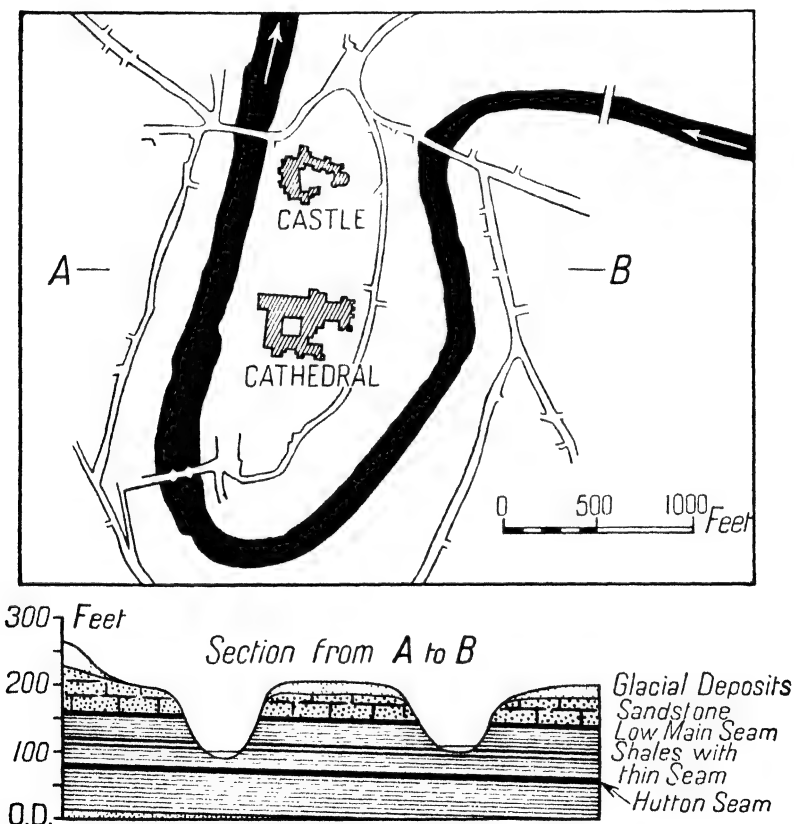 CASTLE
A
B
CATHEDRAL
0 500 1000 Feet
300 Feet
Section from A to B
200
Glacial Deposits
Sandstone
Low Main Seam
100
Shales with
thin Seam
Hutton Seam
O.D.